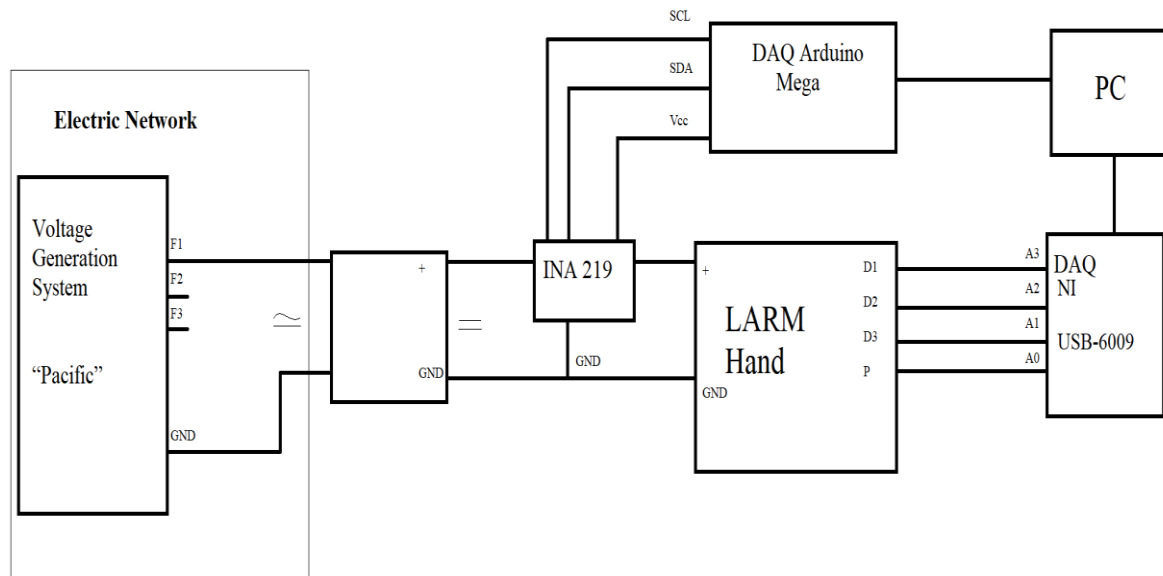 Electric Network
Voltage
Generation
System
“Pacific”
F1
F2
F3
GND
+
GND
SCL
SDA
Vcc
INA 219
GND
DAQ Arduino
Mega
PC
+
LARM
Hand
GND
D1
D2
D3
P
A3
A2
A1
A0
DAQ
NI
USB-6009